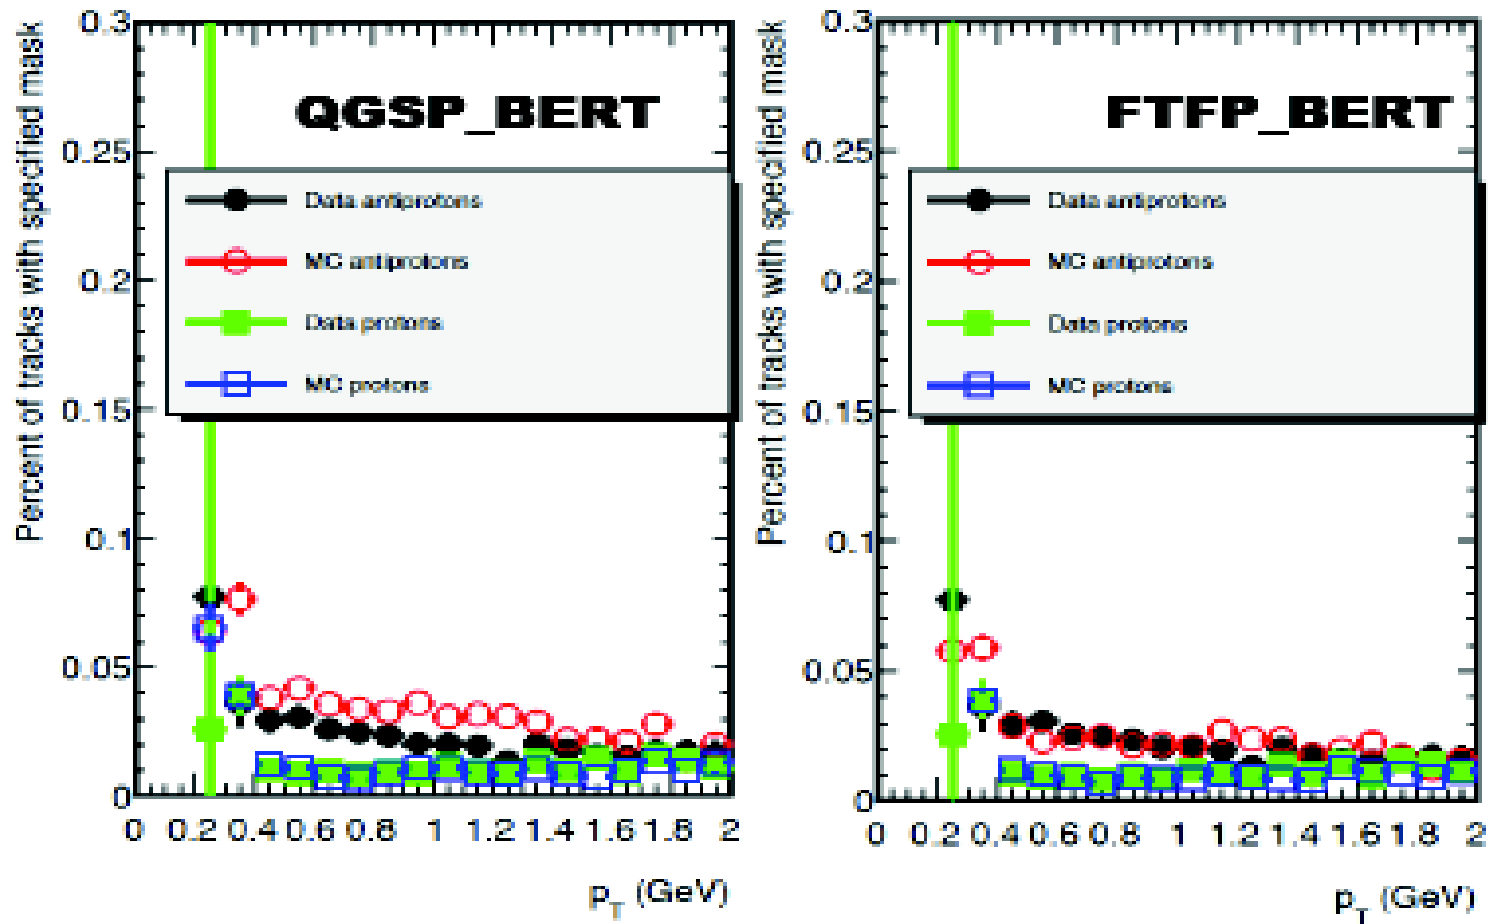 Percent of tracks with specified mask
0.3
0.25
0.2
0.15
0.1
0.05
0
QGSP_BERT
Data antiprotons
MC antiprotons
Data protons
MC protons
0 0.2 0.4 0.6 0.8 1 1.2 1.4 1.6 1.8 2
p_T (GeV)
Percent of tracks with specified mask
0.3
0.25
0.2
0.15
0.1
0.05
0
FTFP_BERT
Data antiprotons
MC antiprotons
Data protons
MC protons
0 0.2 0.4 0.6 0.8 1 1.2 1.4 1.6 1.8 2
p_T (GeV)